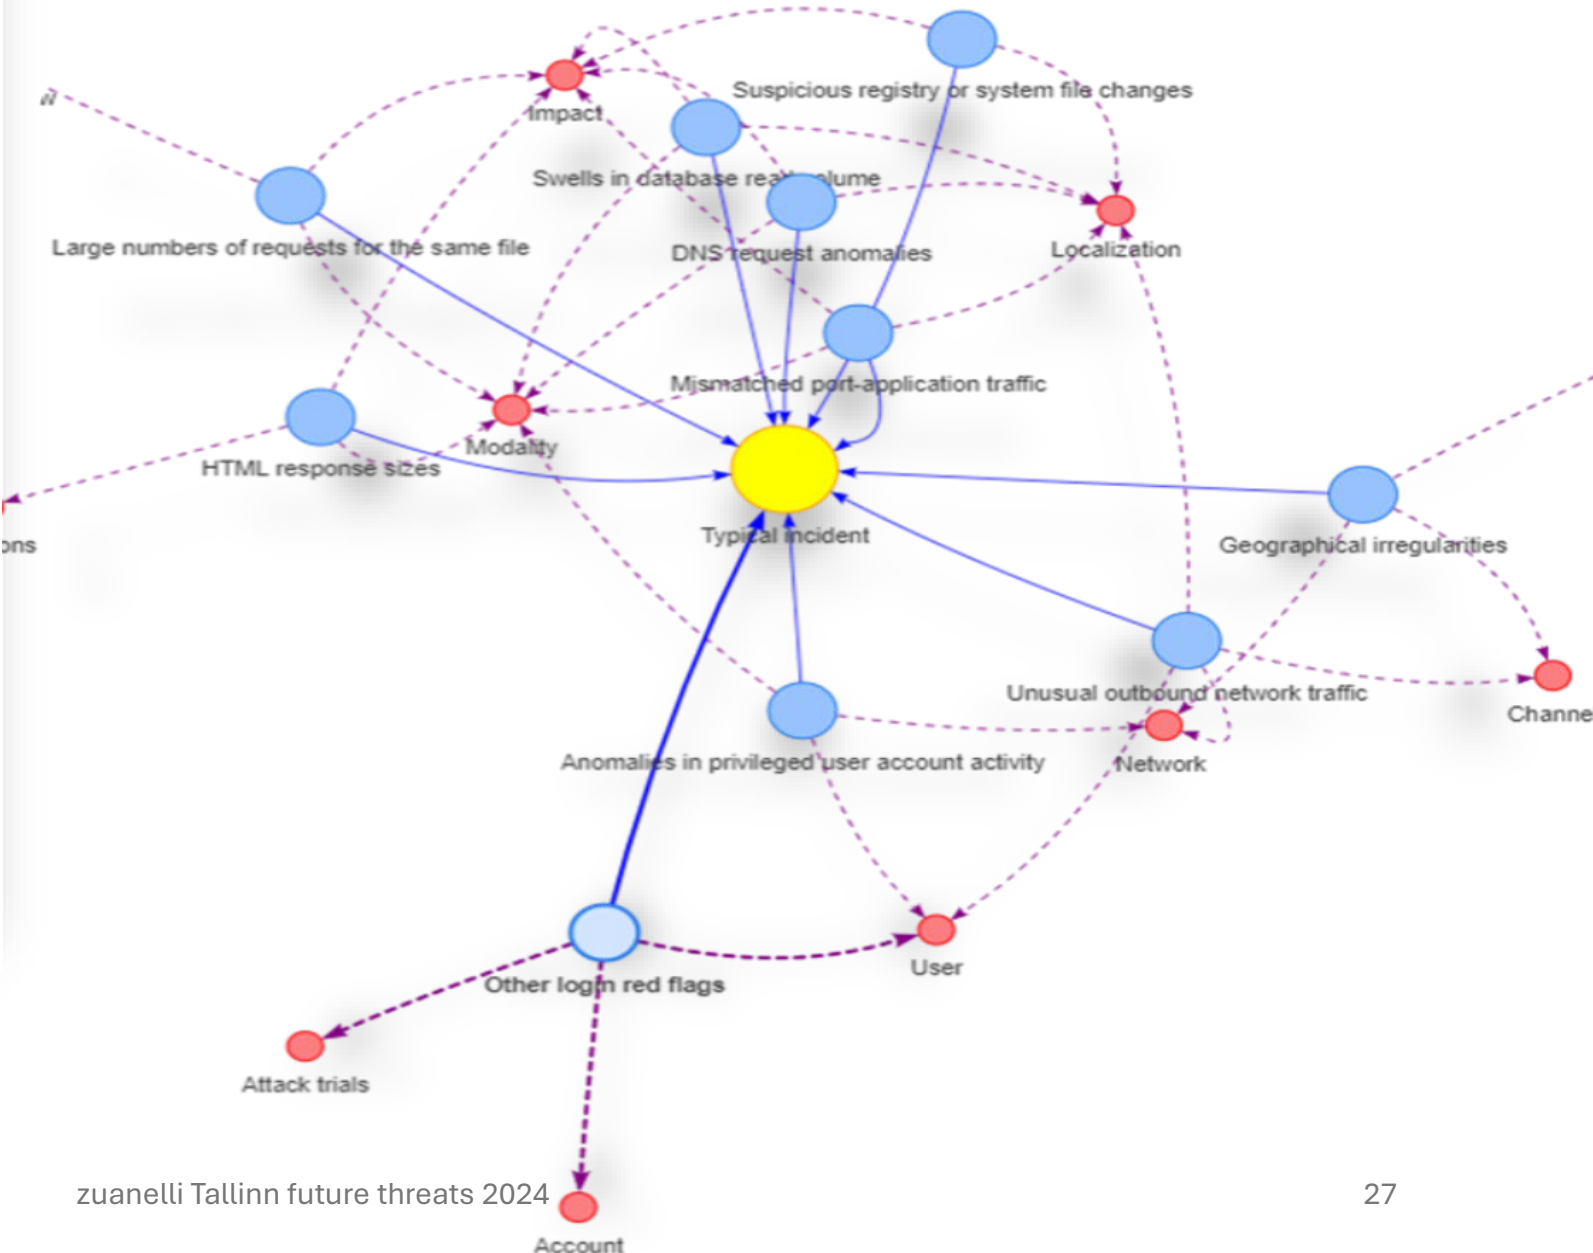 w
Suspicious registry or system file changes
Impact
Swells in database read volume
Large numbers of requests for the same file
DNS request anomalies
Localization
Mismatched port-application traffic
Modality
HTML response sizes
Typical incident
ons
Geographical irregularities
Unusual outbound network traffic
Channe
Anomalies in privileged user account activity
Network
User
Other login red flags
Attack trials
zuanelli Tallinn future threats 2024
27
Account